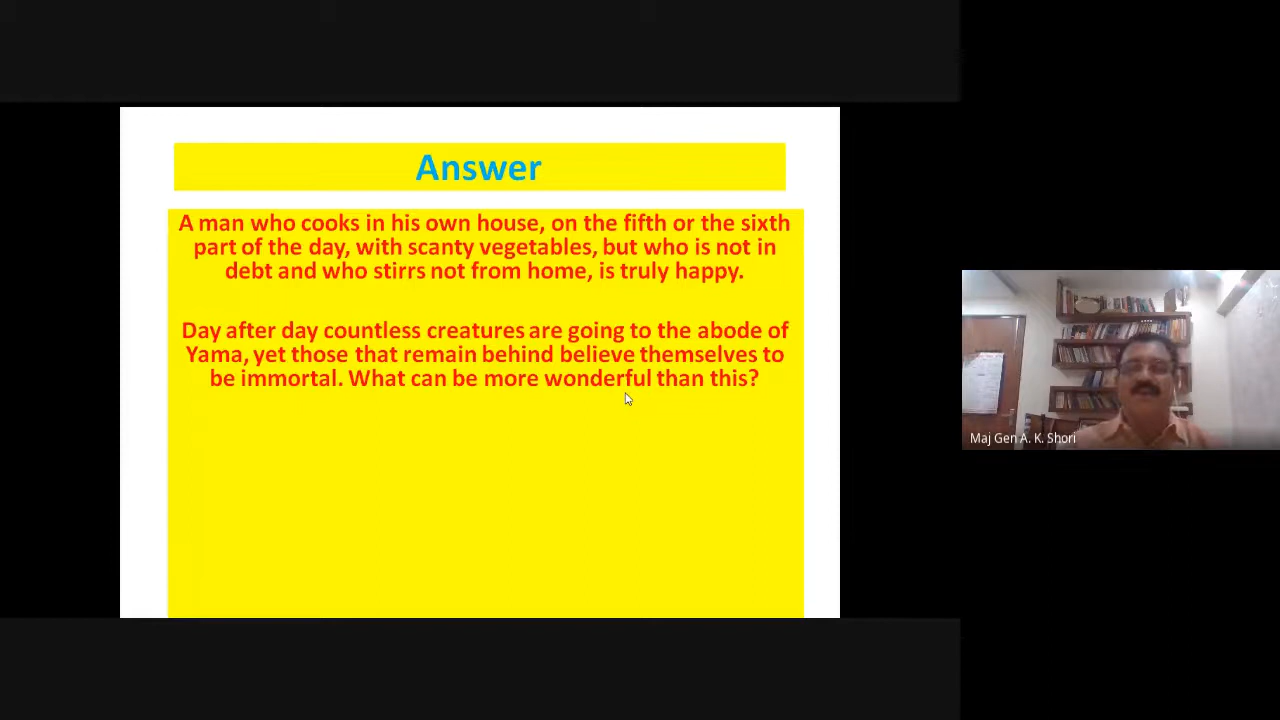 Answer
A man who cooks in his own house, on the fifth or the sixth
part of the day, with scanty vegetables, but who is not in
debt and who stirrs not from home, is truly happy.
Day after day countless creatures are going to the abode of
Yama, yet those that remain behind believe themselves to
be immortal. What can be more wonderful than this?
Maj Gen A. K. Shori